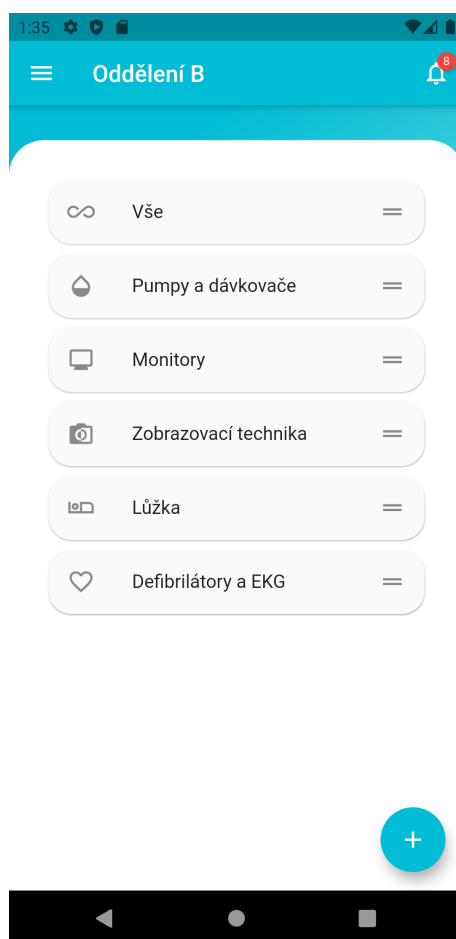 1:35
Oddělení B
8
Vše
Pumpy a dávkovače
Monitory
Zobrazovací technika
Lůžka
Defibrilátory a EKG